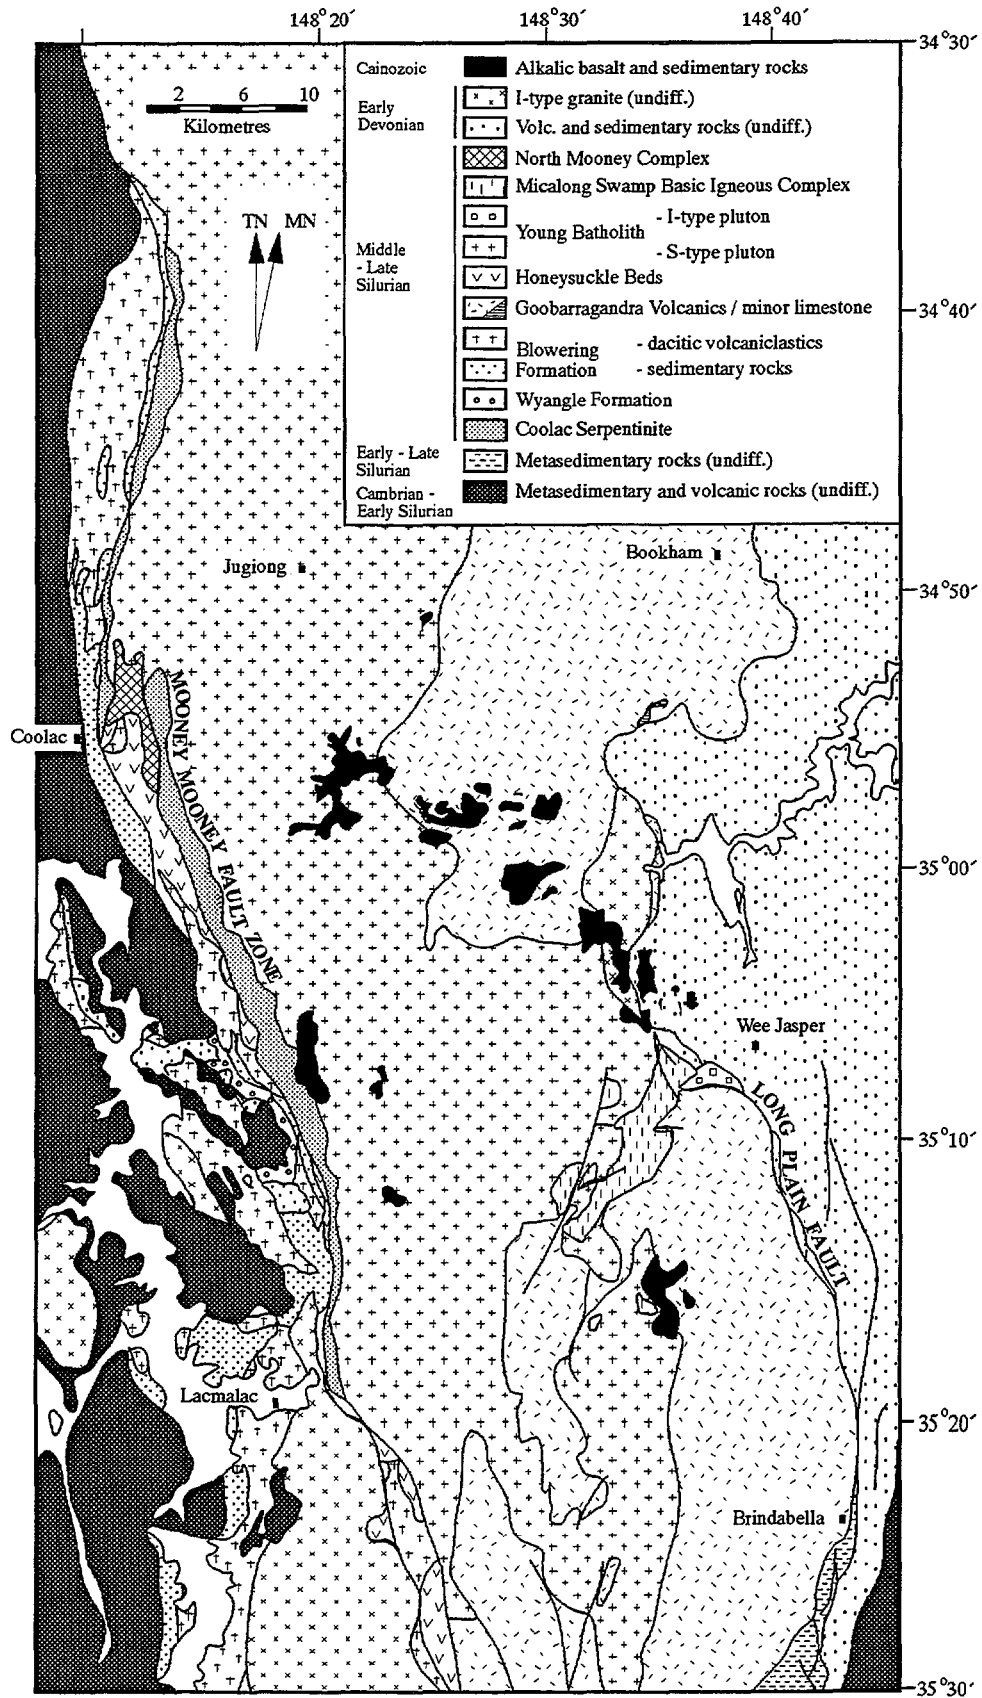 148°20′ 148°30′ 148°40′
34°30′
Cainozoic
Alkalic basalt and sedimentary rocks
2 6 10
Kilometres
Early
Devonian
I-type granite (undiff.)
Volc. and sedimentary rocks (undiff.)
North Mooney Complex
Micalong Swamp Basic Igneous Complex
Young Batholith
- I-type pluton
- S-type pluton
TN MN
Middle
- Late
Silurian
Honeysuckle Beds
Goobarragandra Volcanics / minor limestone
34°40′
Blowering
Formation
- dacitic volcaniclastics
- sedimentary rocks
Wyangle Formation
Coolac Serpentinite
Early - Late
Silurian
Metasedimentary rocks (undiff.)
Cambrian -
Early Silurian
Metasedimentary and volcanic rocks (undiff.)
Bookham
Jugiong
34°50′
Coolac
MOONEY MOONEY FAULT ZONE
35°00′
Wee Jasper
LONG PLAIN FAULT
35°10′
Lacmalac
35°20′
Brindabella
35°30′